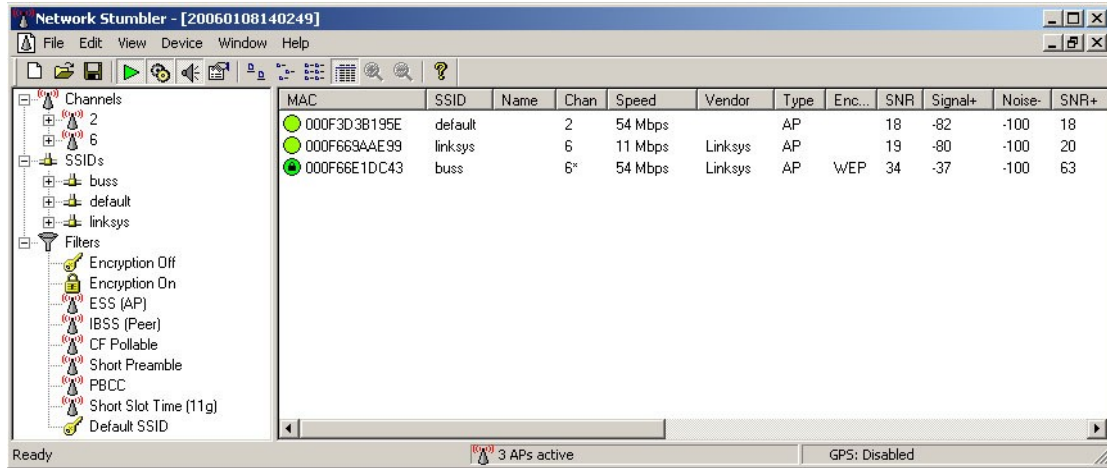 Network Stumbler - [20060108140249]
File Edit View Device Window Help
Channels
2
6
SSIDs
buss
default
linksys
Filters
Encryption Off
Encryption On
ESS (AP)
IBSS (Peer)
CF Pollable
Short Preamble
PBCC
Short Slot Time (11g)
Default SSID
MAC SSID Name Chan Speed Vendor Type Enc... SNR Signal+ Noise- SNR+
000F3D3B195E default 2 54 Mbps AP 18 -82 -100 18
000F669AAE99 linksys 6 11 Mbps Linksys AP 19 -80 -100 20
000F66E1DC43 buss 6* 54 Mbps Linksys AP WEP 34 -37 -100 63
Ready 3 APs active GPS: Disabled